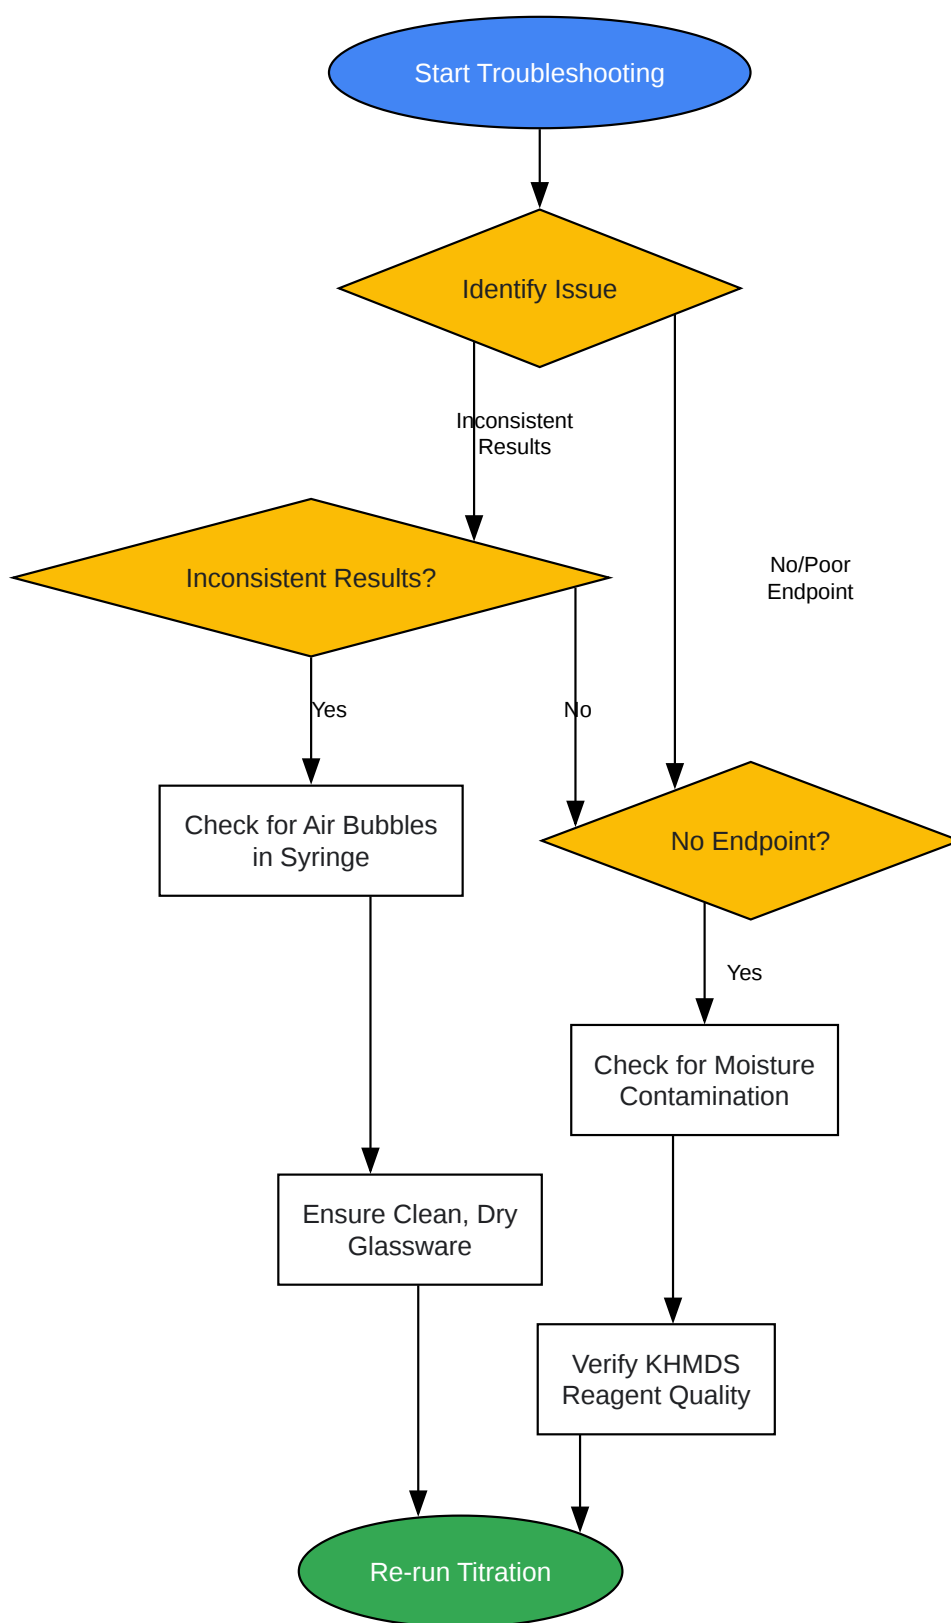 Start Troubleshooting
Identify Issue
Inconsistent
Results
No/Poor
Endpoint
Inconsistent Results?
Yes
No
Check for Air Bubbles
in Syringe
No Endpoint?
Yes
Check for Moisture
Contamination
Ensure Clean, Dry
Glassware
Verify KHMDS
Reagent Quality
Re-run Titration